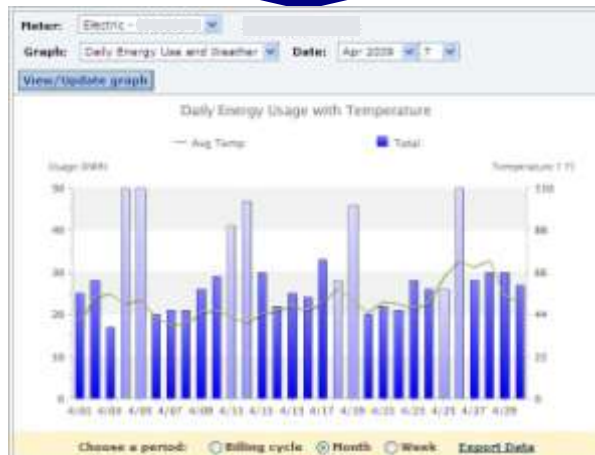 Meter: Electric -
Graph: Daily Energy Use and Weather Date: Apr 2009
View/Update graph
Daily Energy Usage with Temperature
Avg Temp Total
Usage (kWh) Temperature (°F)
50 100
40 80
30 60
20 40
10 20
0 0
4/01 4/03 4/05 4/07 4/09 4/11 4/13 4/15 4/17 4/19 4/21 4/23 4/25 4/27 4/29
Choose a period: Billing cycle Month Week Export Data